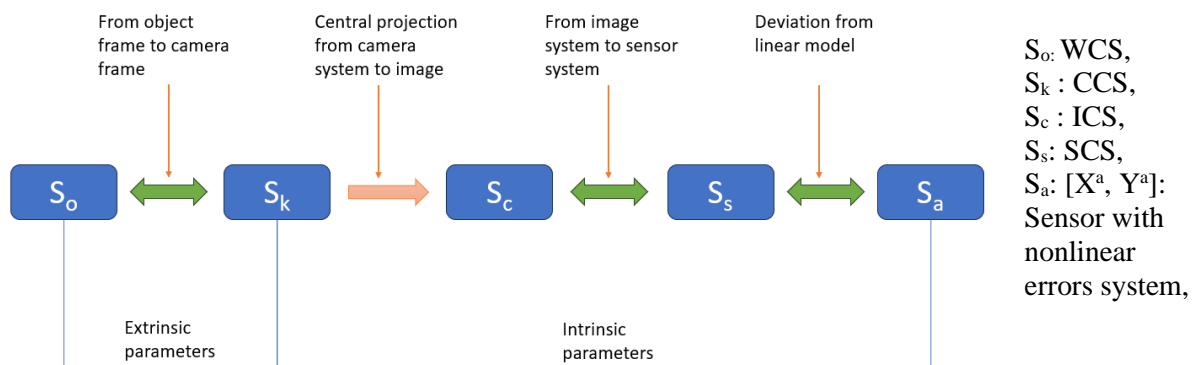 From object
frame to camera
frame
Central projection
from camera
system to image
From image
system to sensor
system
Deviation from
linear model
Sₒ
Sₖ
S_c
Sₛ
Sₐ
Extrinsic
parameters
Intrinsic
parameters
Sₒ: WCS,
Sₖ : CCS,
S_c : ICS,
Sₛ: SCS,
Sₐ: [Xᵃ, Yᵃ]:
Sensor with
nonlinear
errors system,